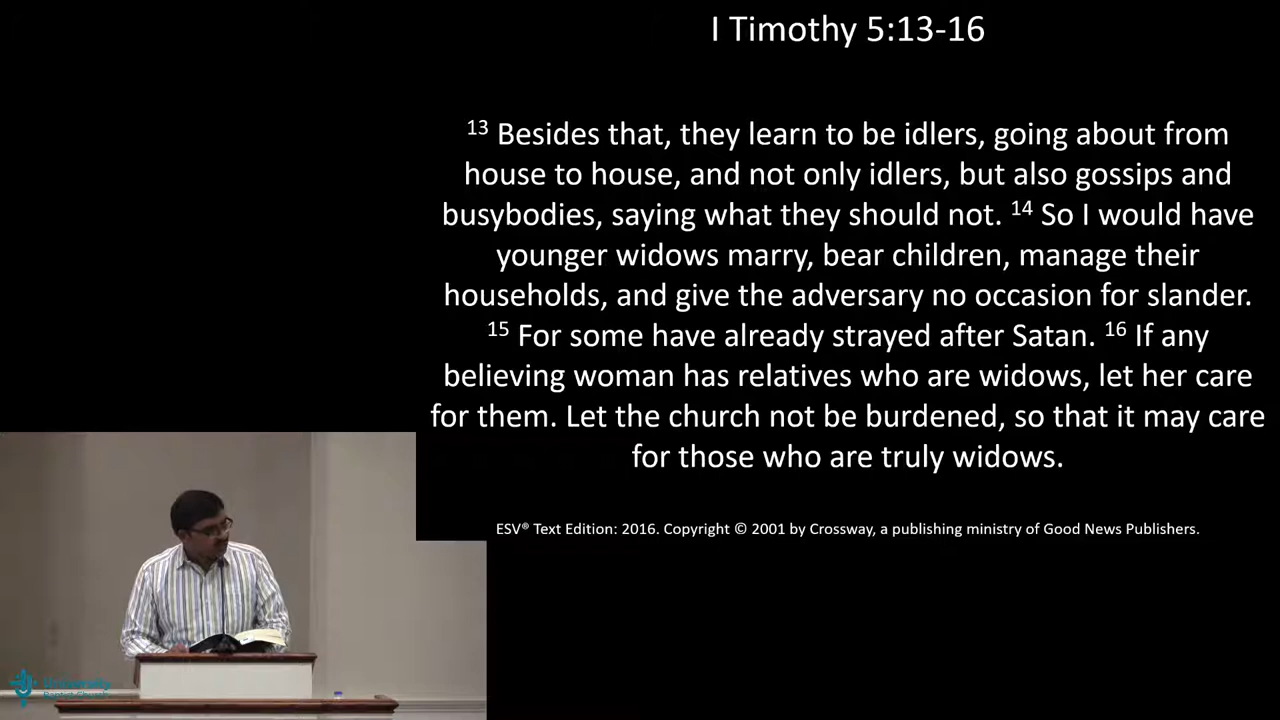 I Timothy 5:13-16
13 Besides that, they learn to be idlers, going about from
house to house, and not only idlers, but also gossips and
busybodies, saying what they should not. 14 So I would have
younger widows marry, bear children, manage their
households, and give the adversary no occasion for slander.
15 For some have already strayed after Satan. 16 If any
believing woman has relatives who are widows, let her care
for them. Let the church not be burdened, so that it may care
for those who are truly widows.
ESV® Text Edition: 2016. Copyright © 2001 by Crossway, a publishing ministry of Good News Publishers.
University
Baptist Church